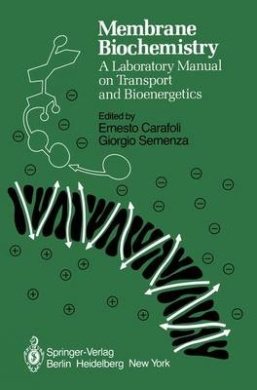 Membrane
Biochemistry
A Laboratory Manual
on Transport
and Bioenergetics
Edited by
Ernesto Carafoli
Giorgio Semenza
Springer-Verlag
Berlin Heidelberg New York